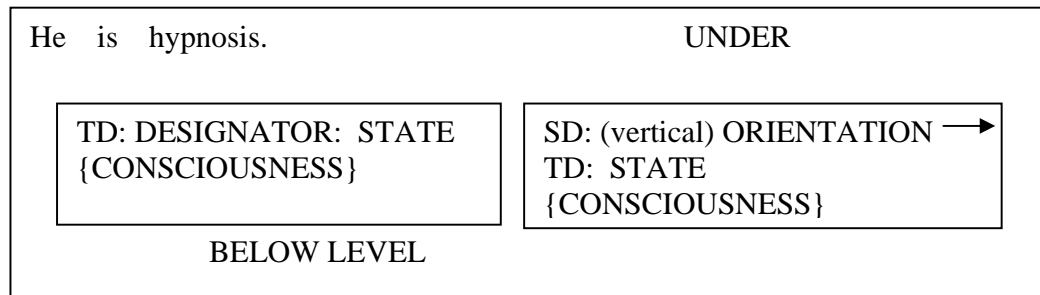 He is hypnosis. UNDER
TD: DESIGNATOR: STATE
{CONSCIOUSNESS}
SD: (vertical) ORIENTATION →
TD: STATE
{CONSCIOUSNESS}
BELOW LEVEL